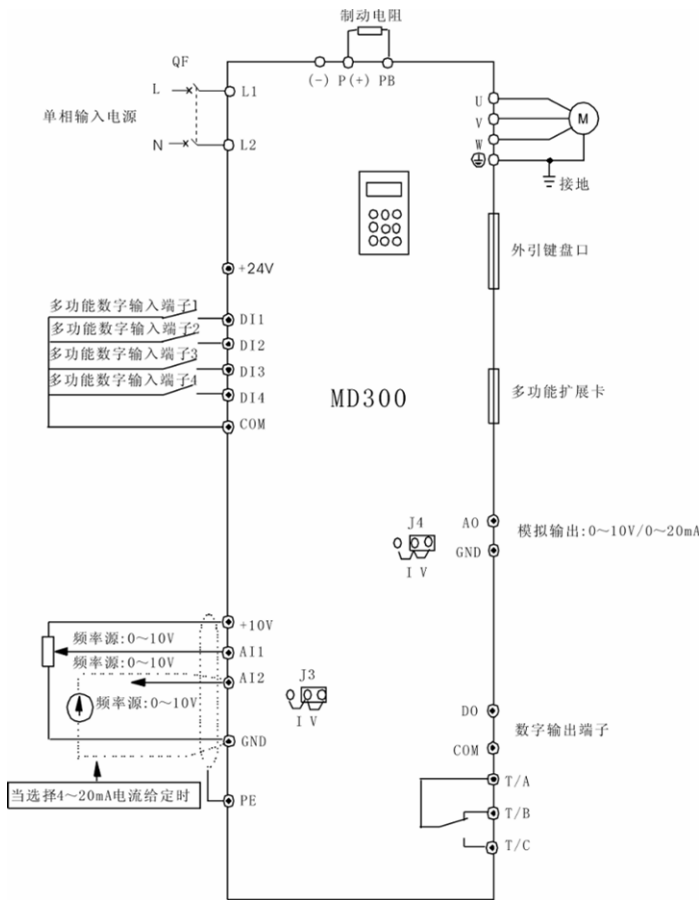 制动电阻
(-) P(+) PB
QF
L
L1
单相输入电源
N
L2
U
V
M
W
接地
外引键盘口
+24V
多功能数字输入端子1
DI1
多功能数字输入端子2
DI2
多功能数字输入端子3
DI3
多功能数字输入端子4
DI4
COM
MD300
多功能扩展卡
J4
AO
模拟输出:0～10V/0～20mA
GND
I V
+10V
频率源:0～10V
AI1
频率源:0～10V
AI2
J3
频率源:0～10V
I V
GND
DO
数字输出端子
COM
当选择4～20mA电流给定时
PE
T/A
T/B
T/C